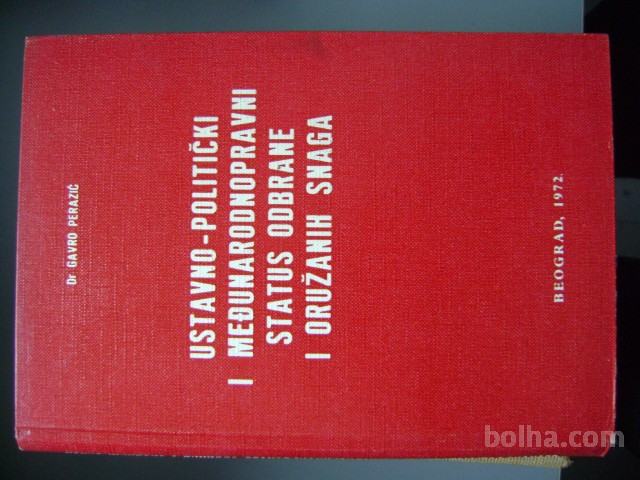 Dr GAVRO PERAZIĆ
USTAVNO-POLITIČKI
I MEĐUNARODNOPRAVNI
STATUS ODBRANE
I ORUŽANIH SNAGA
BEOGRAD, 1972.
bolha.com